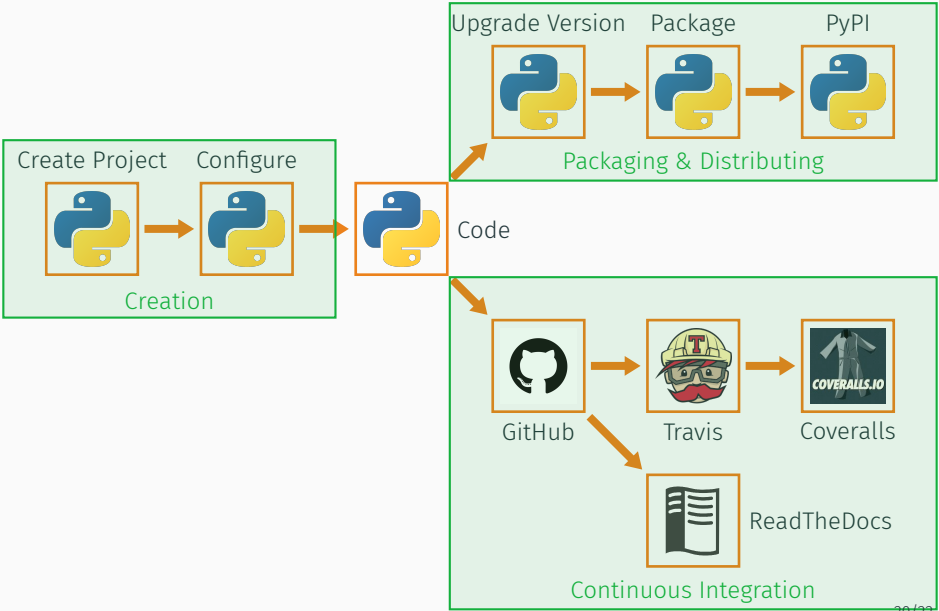 Upgrade Version
Package
PyPI
Packaging & Distributing
Create Project
Configure
Creation
Code
T
COVERALLS.IO
GitHub
Travis
Coveralls
ReadTheDocs
Continuous Integration